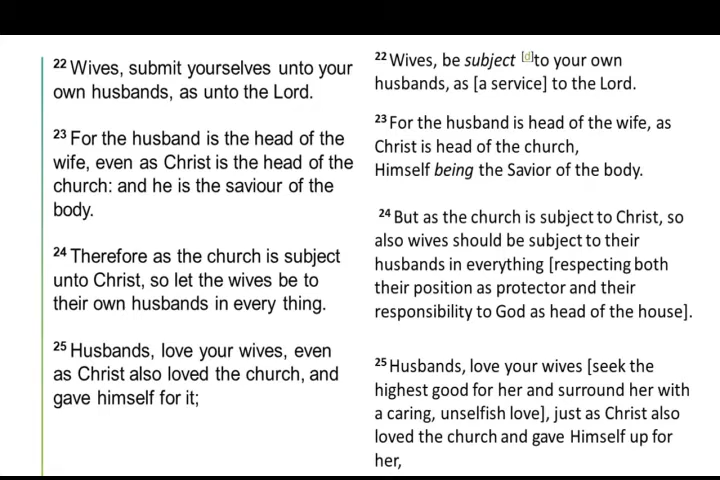 22 Wives, submit yourselves unto your
own husbands, as unto the Lord.
23 For the husband is the head of the
wife, even as Christ is the head of the
church: and he is the saviour of the
body.
24 Therefore as the church is subject
unto Christ, so let the wives be to
their own husbands in every thing.
25 Husbands, love your wives, even
as Christ also loved the church, and
gave himself for it;
22 Wives, be subject [d]to your own
husbands, as [a service] to the Lord.
23 For the husband is head of the wife, as
Christ is head of the church,
Himself being the Savior of the body.
24 But as the church is subject to Christ, so
also wives should be subject to their
husbands in everything [respecting both
their position as protector and their
responsibility to God as head of the house].
25 Husbands, love your wives [seek the
highest good for her and surround her with
a caring, unselfish love], just as Christ also
loved the church and gave Himself up for
her,